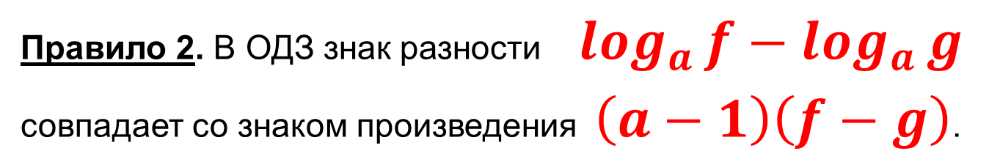 Правило 2. В ОДЗ знак разности log_a f − log_a g
совпадает со знаком произведения (a − 1)(f − g).